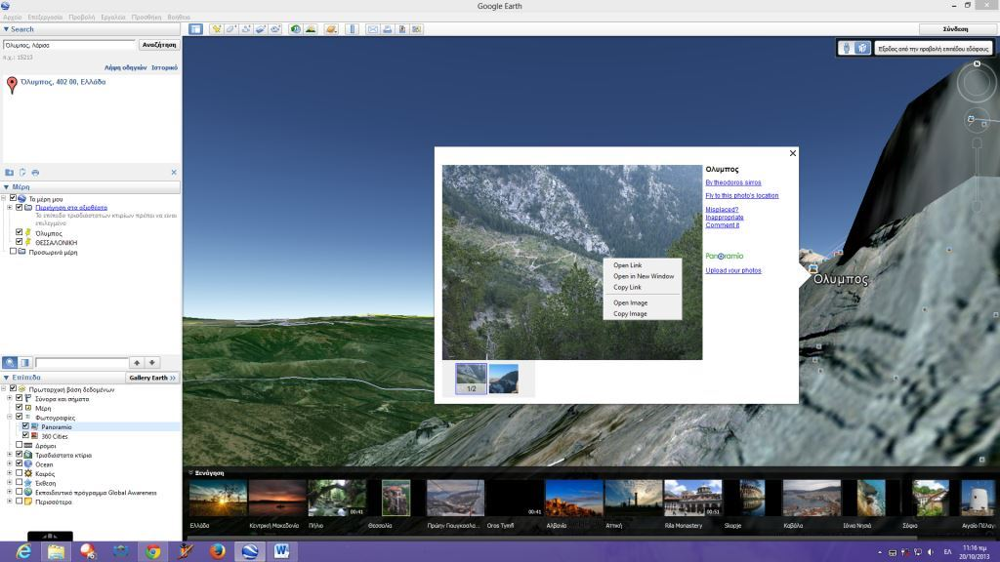 Google Earth
Αρχείο Επεξεργασία Προβολή Εργαλεία Προσθήκη Βοήθεια
Search
Σύνδεση
Όλυμπος, Λάρισα
Αναζήτηση
π.χ.: 15213
Έξοδος από την προβολή επιπέδου εδάφους
Λήψη οδηγιών Ιστορικό
N
Όλυμπος, 402 00, Ελλάδα
Ολυμπος
By theodoros sirros
Fly to this photo's location
Misplaced?
Inappropriate
Comment it
Panoramio
Upload your photos
Open Link
Open in New Window
Copy Link
Open Image
Copy Image
1/2
Όλυμπος
Μέρη
Τα μέρη μου
Περιήγηση στα αξιοθέατα
Το επίπεδο τρισδιάστατων κτιρίων πρέπει να είναι
επιλεγμένο
Όλυμπος
ΘΕΣΣΑΛΟΝΙΚΗ
Προσωρινό μέρη
Επίπεδα
Gallery Earth »
Πρωταρχική βάση δεδομένων
Σύνορα και σήματα
Μέρη
Φωτογραφίες
Panoramio
360 Cities
Δρόμοι
Τρισδιάστατα κτίρια
Ocean
Καιρός
Έκθεση
Εκπαιδευτικό πρόγραμμα Global Awareness
Περισσότερα
Ξενάγηση
00:41 00:41 00:51
Ελλάδα Κεντρική Μακεδονία Πήλιο Θεσσαλία Πρώην Γιουγκοσλα... Oros Tymfi Αλβανία Αττική Rila Monastery Skopje Καβάλα Ιόνια Νησιά Σόφια Αιγαίο Πέλαγ
ΕΛ
11:16 πμ
20/10/2013